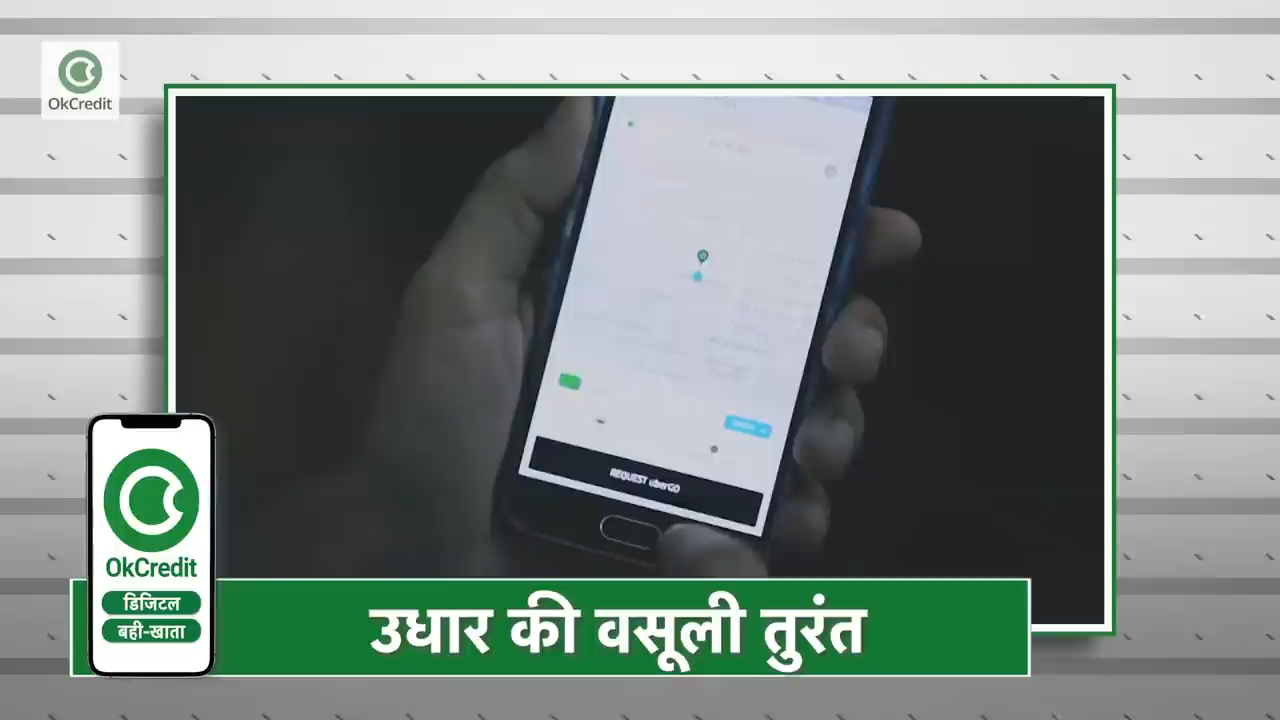 OkCredit
REQUEST uberGO
OkCredit
डिजिटल
बही-खाता
उधार की वसूली तुरंत